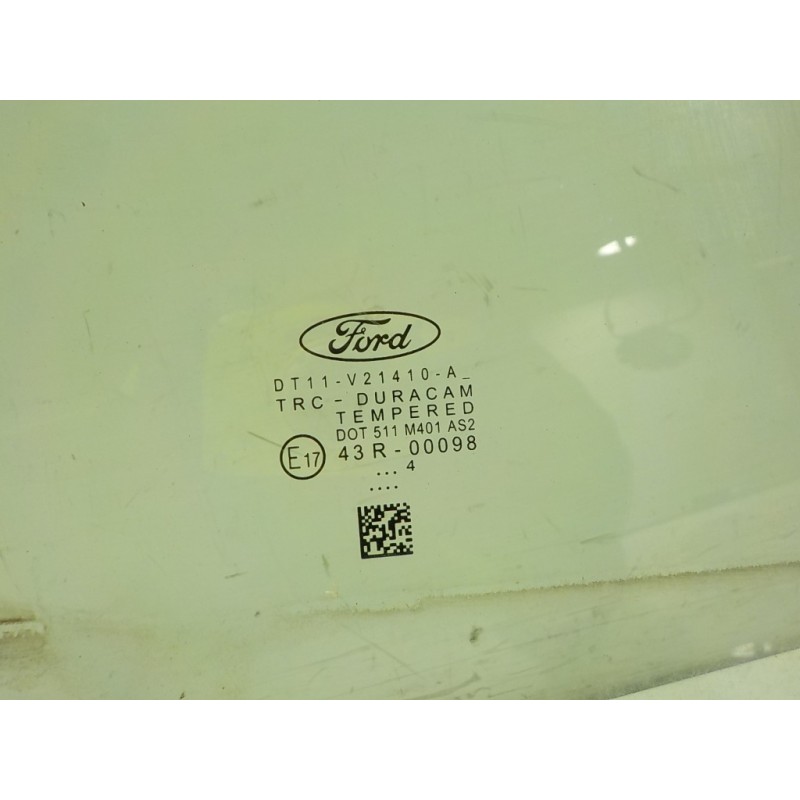 Ford
DT11-V21410-A_
TRC - DURACAM
TEMPERED
DOT 511 M401 AS2
E17 43R-00098
... 4
....